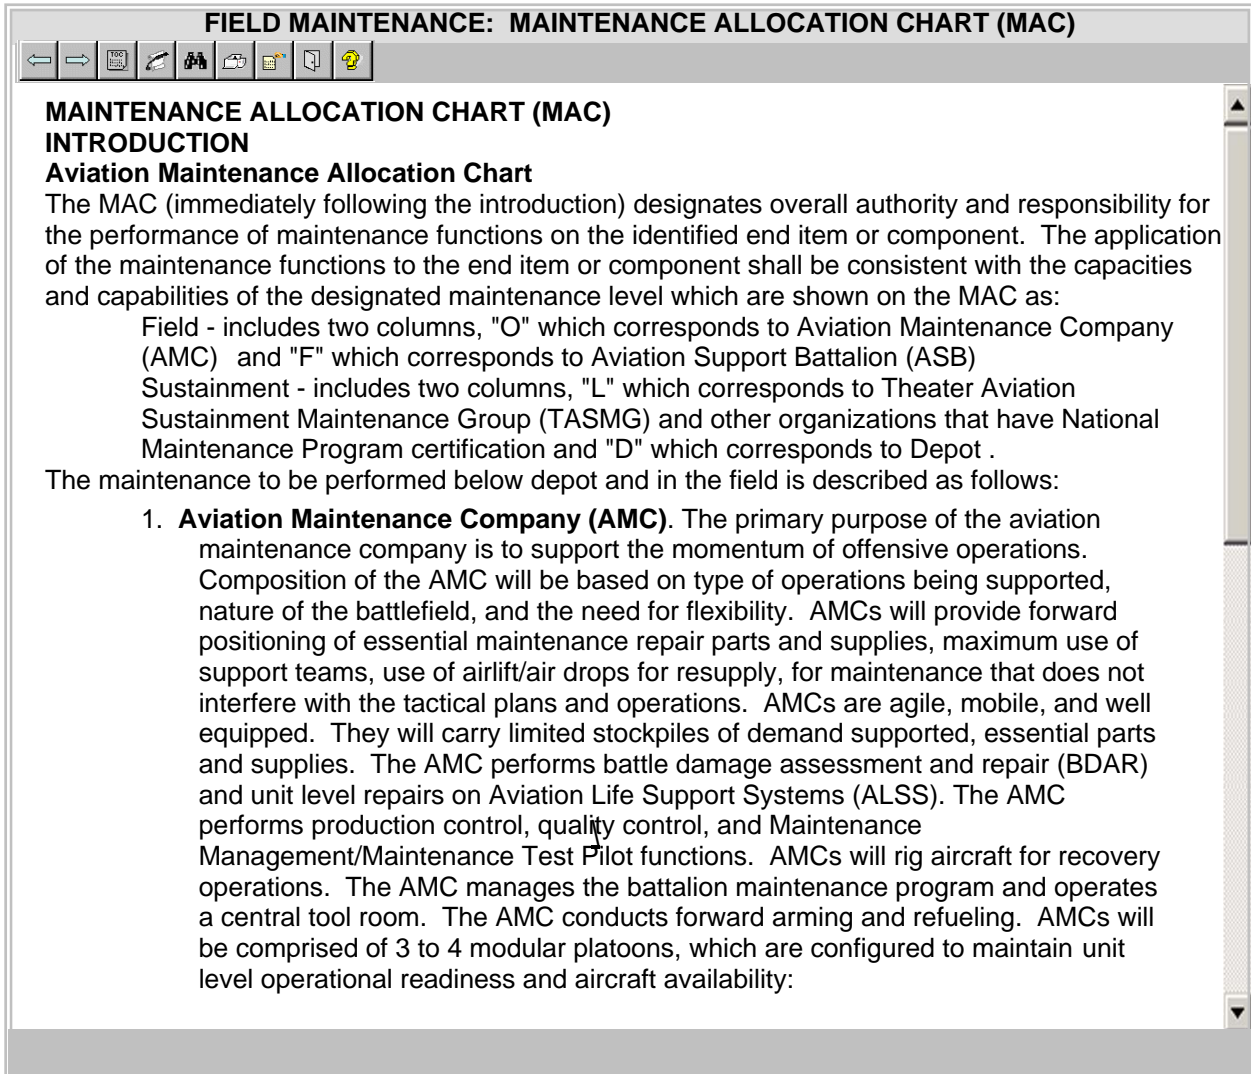 FIELD MAINTENANCE:  MAINTENANCE ALLOCATION CHART (MAC)
TOC
MAINTENANCE ALLOCATION CHART (MAC)
INTRODUCTION
Aviation Maintenance Allocation Chart
The MAC (immediately following the introduction) designates overall authority and responsibility for
the performance of maintenance functions on the identified end item or component.  The application
of the maintenance functions to the end item or component shall be consistent with the capacities
and capabilities of the designated maintenance level which are shown on the MAC as:
Field - includes two columns, "O" which corresponds to Aviation Maintenance Company
(AMC)  and "F" which corresponds to Aviation Support Battalion (ASB)
Sustainment - includes two columns, "L" which corresponds to Theater Aviation
Sustainment Maintenance Group (TASMG) and other organizations that have National
Maintenance Program certification and "D" which corresponds to Depot .
The maintenance to be performed below depot and in the field is described as follows:
1.  Aviation Maintenance Company (AMC). The primary purpose of the aviation
maintenance company is to support the momentum of offensive operations.
Composition of the AMC will be based on type of operations being supported,
nature of the battlefield, and the need for flexibility.  AMCs will provide forward
positioning of essential maintenance repair parts and supplies, maximum use of
support teams, use of airlift/air drops for resupply, for maintenance that does not
interfere with the tactical plans and operations.  AMCs are agile, mobile, and well
equipped.  They will carry limited stockpiles of demand supported, essential parts
and supplies.  The AMC performs battle damage assessment and repair (BDAR)
and unit level repairs on Aviation Life Support Systems (ALSS). The AMC
performs production control, quality control, and Maintenance
Management/Maintenance Test Pilot functions.  AMCs will rig aircraft for recovery
operations.  The AMC manages the battalion maintenance program and operates
a central tool room.  The AMC conducts forward arming and refueling.  AMCs will
be comprised of 3 to 4 modular platoons, which are configured to maintain unit
level operational readiness and aircraft availability: